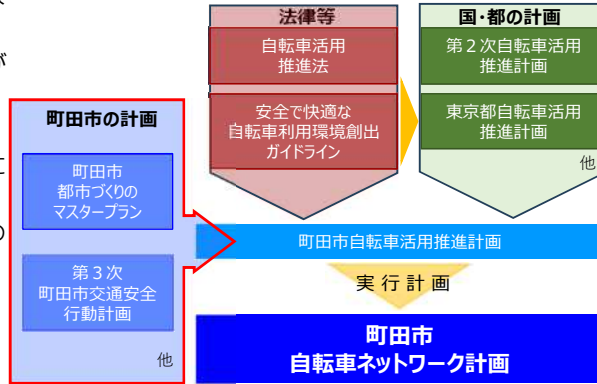 が
に
の
法律等
自転車活用
推進法
安全で快適な
自転車利用環境創出
ガイドライン
国・都の計画
第２次自転車活用
推進計画
東京都自転車活用
推進計画
他
町田市の計画
町田市
都市づくりの
マスタープラン
第３次
町田市交通安全
行動計画
他
町田市自転車活用推進計画
実行計画
町田市
自転車ネットワーク計画